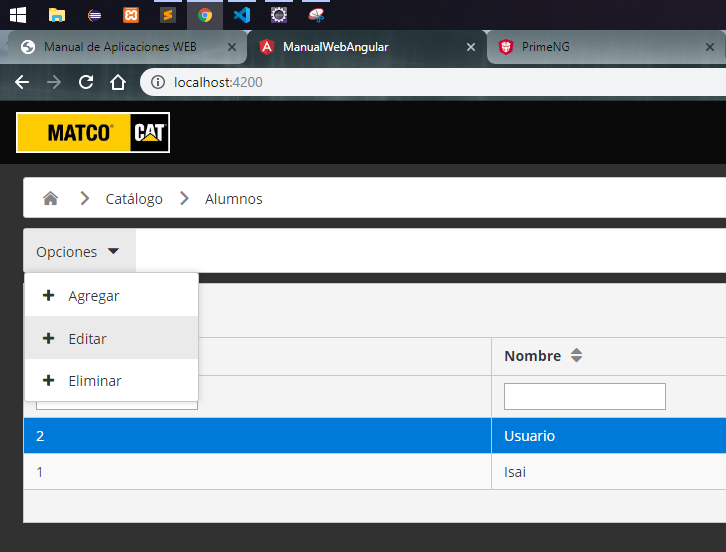 Manual de Aplicaciones WEB
ManualWebAngular
PrimeNG
localhost:4200
MATCO CAT
Catálogo
Alumnos
Opciones
Agregar
Editar
Eliminar
Nombre
2 Usuario
1 Isai